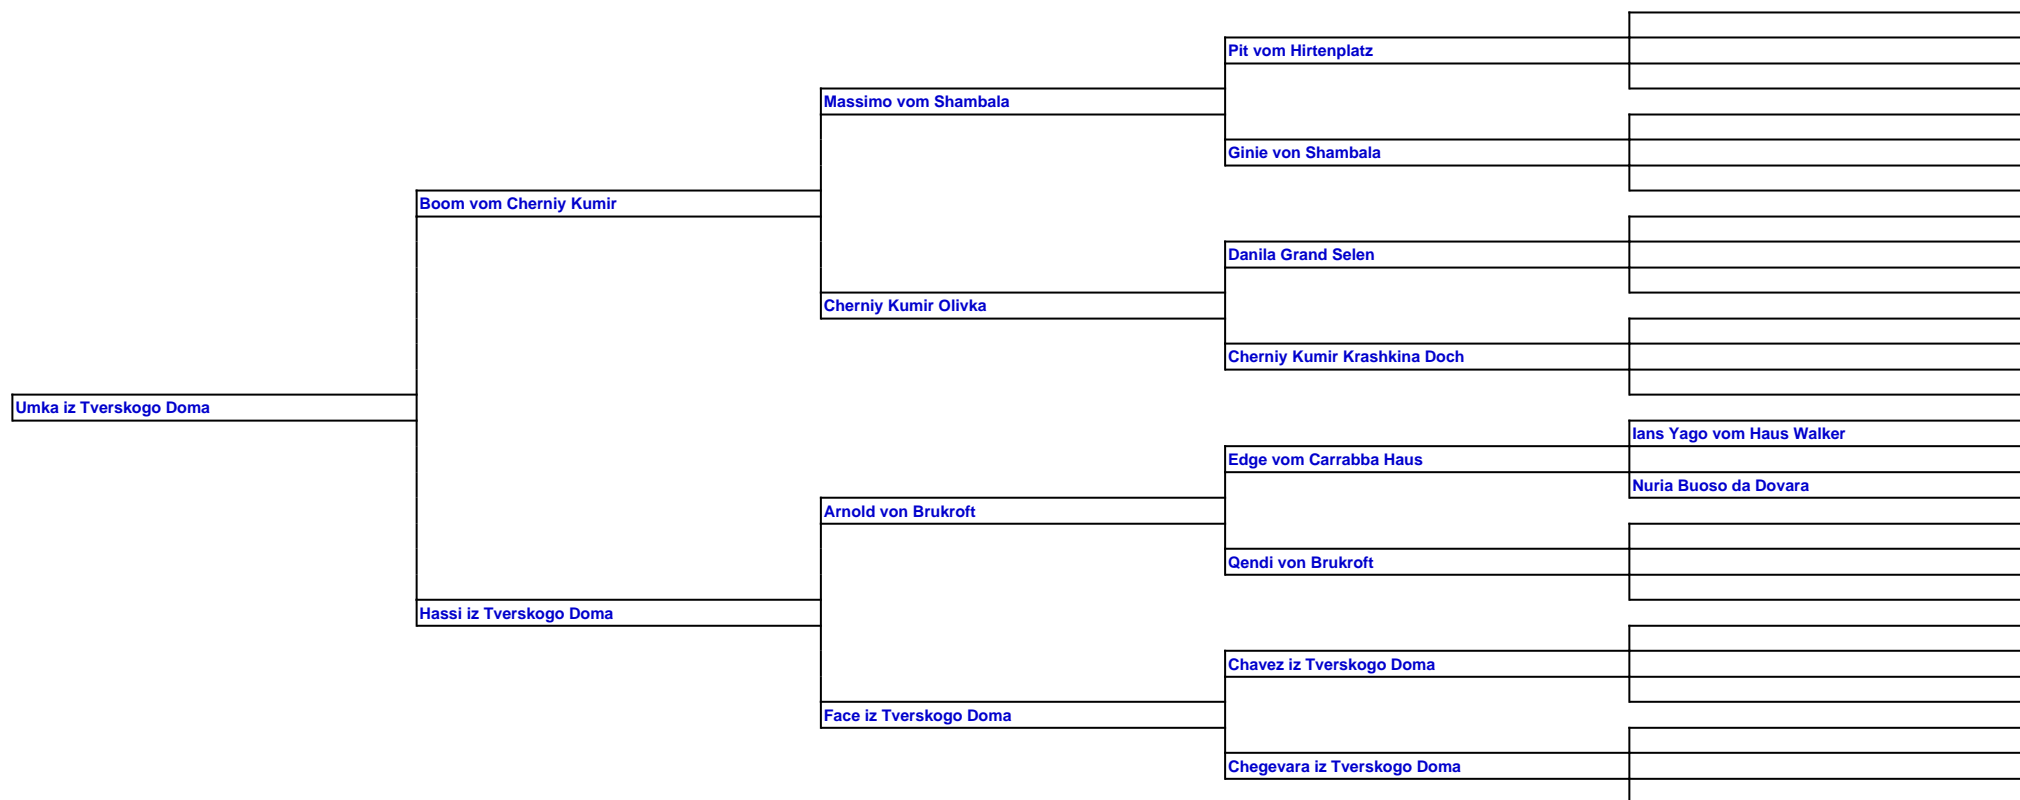 Pit vom Hirtenplatz
Massimo vom Shambala
Ginie von Shambala
Boom vom Cherniy Kumir
Danila Grand Selen
Cherniy Kumir Olivka
Cherniy Kumir Krashkina Doch
Umka iz Tverskogo Doma
Ians Yago vom Haus Walker
Edge vom Carrabba Haus
Nuria Buoso da Dovara
Arnold von Brukroft
Qendi von Brukroft
Hassi iz Tverskogo Doma
Chavez iz Tverskogo Doma
Face iz Tverskogo Doma
Chegevara iz Tverskogo Doma